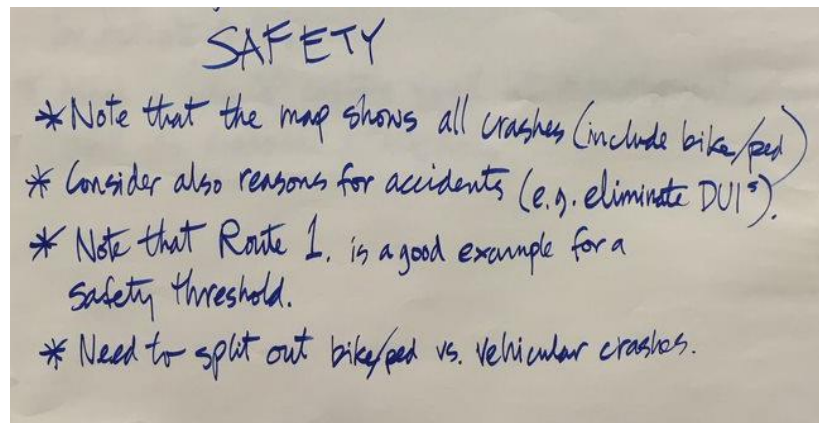 SAFETY
* Note that the map shows all crashes (include bike/ped)
* Consider also reasons for accidents (e.g. eliminate DUIs).
* Note that Route 1. is a good example for a
safety threshold.
* Need to split out bike/ped vs. vehicular crashes.